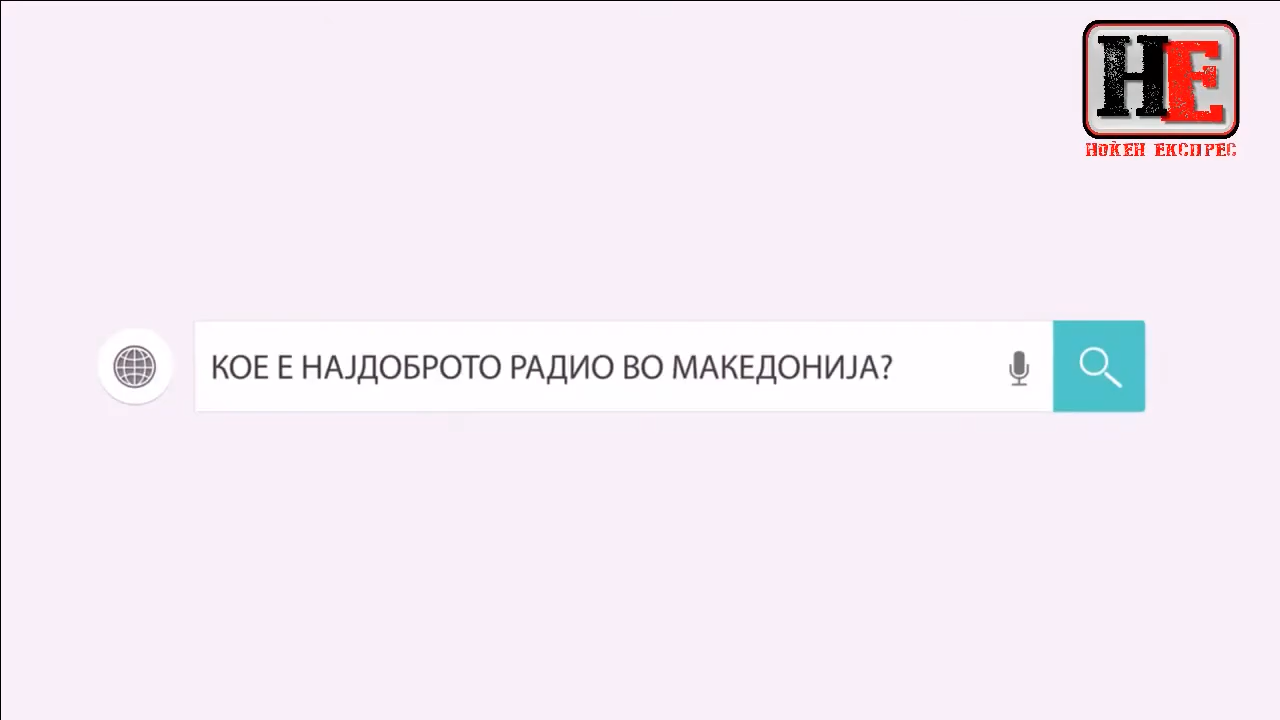 НЕ
НОЌЕН ЕКСПРЕС
КОЕ Е НАЈДОБРОТО РАДИО ВО МАКЕДОНИЈА?